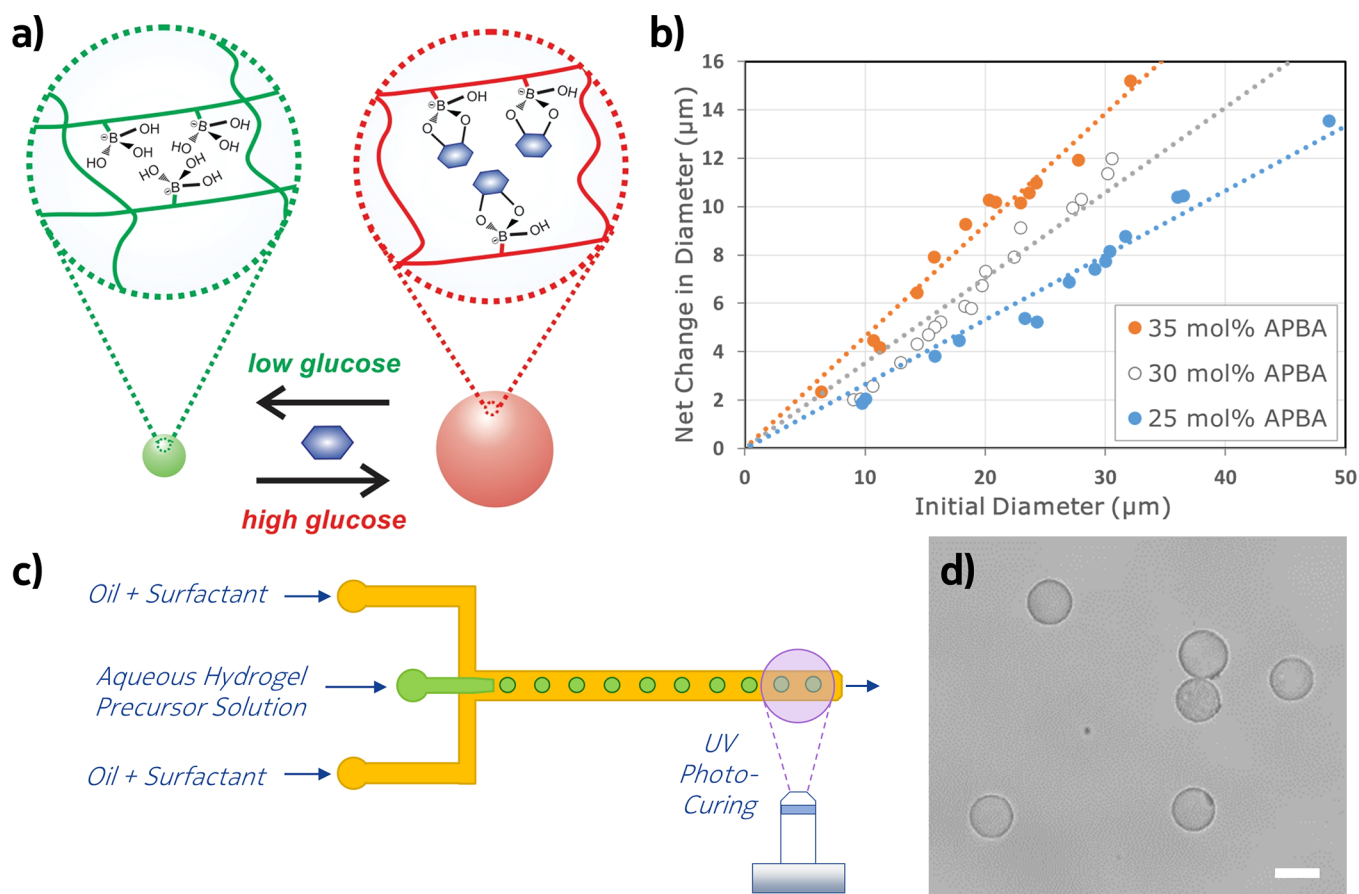 a)
OH
B
OH
HO
OH
B
OH
HO
OH
OH
HO
B
OH
⊖
⊖
⊖
B
OH
O
O
B
OH
O
O
O
O
B
OH
⊖
⊖
⊖
low glucose
high glucose
b)
Net Change in Diameter (µm)
16
14
12
10
8
6
4
2
0
35 mol% APBA
30 mol% APBA
25 mol% APBA
0 10 20 30 40 50
Initial Diameter (µm)
c)
Oil + Surfactant
Aqueous Hydrogel
Precursor Solution
Oil + Surfactant
UV
Photo-
Curing
d)